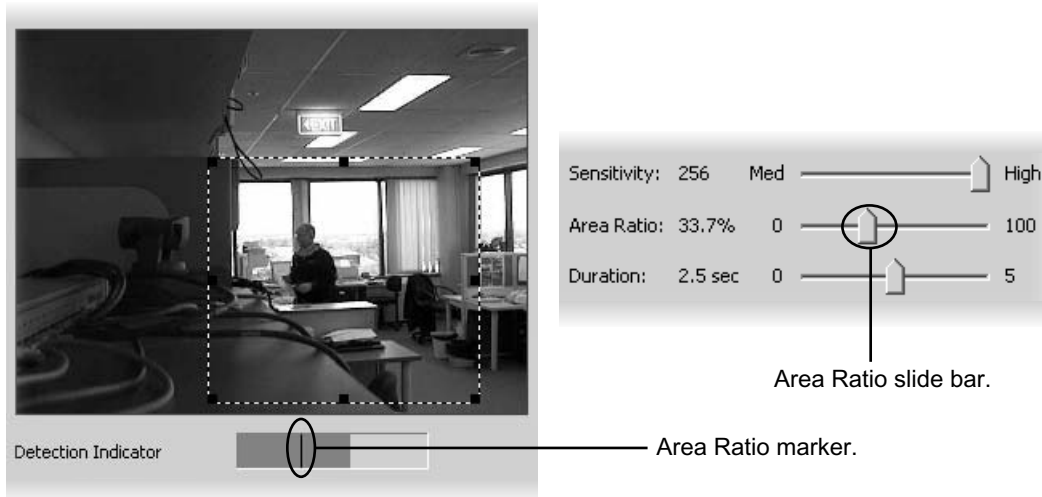 EXIT
Sensitivity: 256 Med High
Area Ratio: 33.7% 0 100
Duration: 2.5 sec 0 5
Area Ratio slide bar.
Detection Indicator
Area Ratio marker.